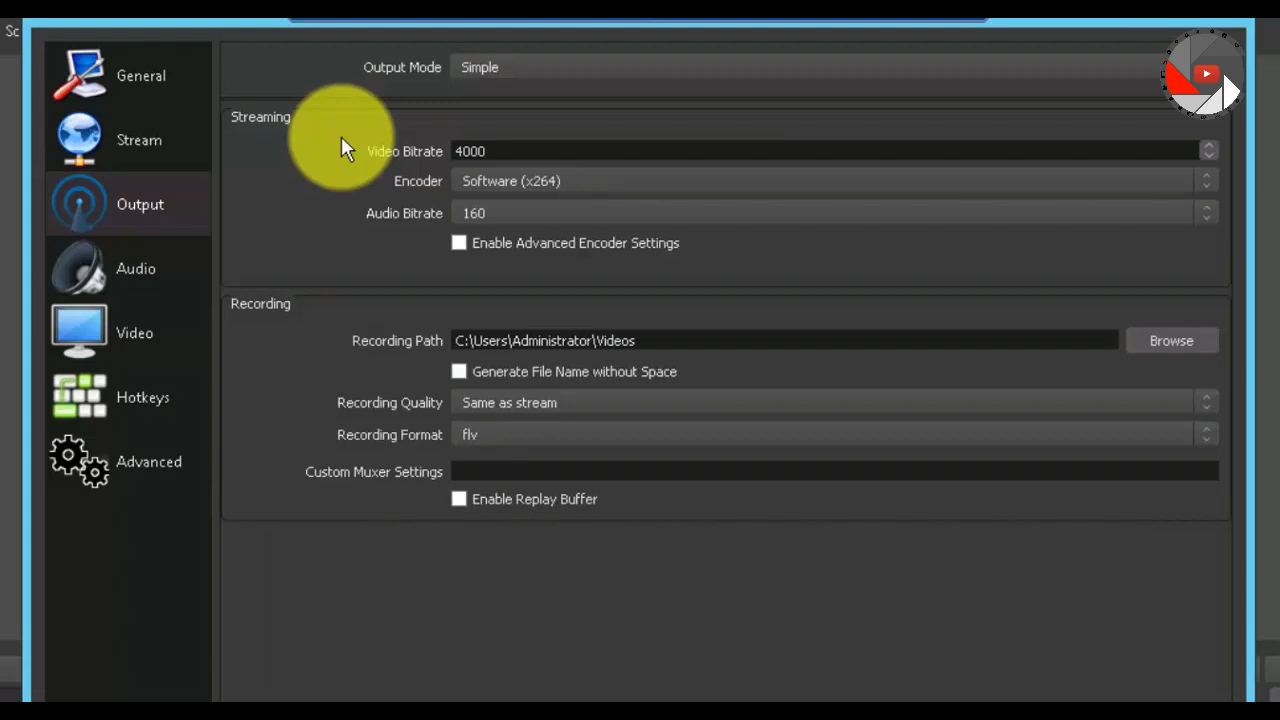 Sc
General
Stream
Output
Audio
Video
Hotkeys
Advanced
Output Mode Simple
Streaming
Video Bitrate 4000
Encoder Software (x264)
Audio Bitrate 160
Enable Advanced Encoder Settings
Recording
Recording Path C:\Users\Administrator\Videos Browse
Generate File Name without Space
Recording Quality Same as stream
Recording Format flv
Custom Muxer Settings
Enable Replay Buffer